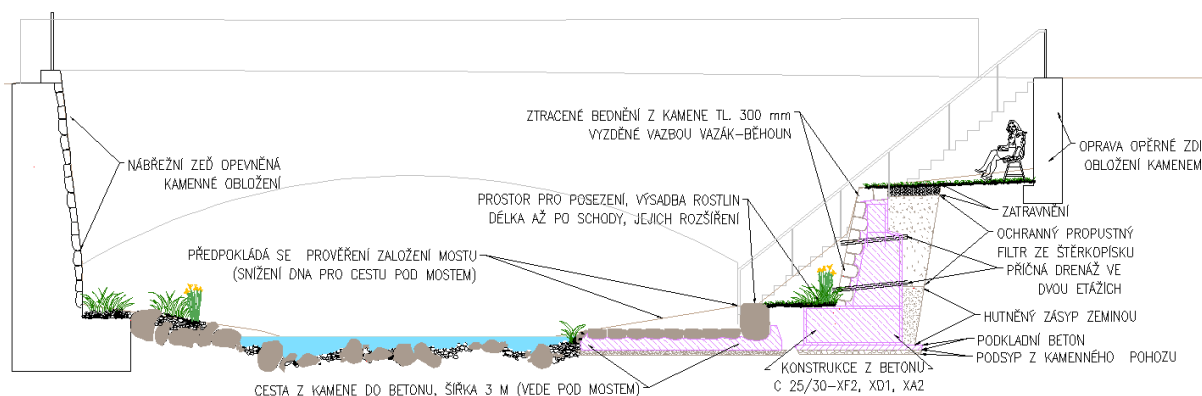 ZTRACENÉ BEDNĚNÍ Z KAMENE TL. 300 mm
VYZDĚNÉ VAZBOU VAZÁK-BĚHOUN
NÁBŘEŽNÍ ZEĎ OPEVNĚNÁ
KAMENNÉ OBLOŽENÍ
OPRAVA OPĚRNÉ ZDI
OBLOŽENÍ KAMENEM
PROSTOR PRO POSEZENÍ, VÝSADBA ROSTLIN
DÉLKA AŽ PO SCHODY, JEJICH ROZŠÍŘENÍ
ZATRAVNĚNÍ
OCHRANNÝ PROPUSTNÝ
FILTR ZE ŠTĚRKOPÍSKU
PŘEDPOKLÁDÁ SE PROVĚŘENÍ ZALOŽENÍ MOSTU
(SNÍŽENÍ DNA PRO CESTU POD MOSTEM)
PŘÍČNÁ DRENÁŽ VE
DVOU ETÁŽÍCH
HUTNĚNÝ ZÁSYP ZEMINOU
PODKLADNÍ BETON
PODSYP Z KAMENNÉHO POHOZU
KONSTRUKCE Z BETONU
C 25/30-XF2, XD1, XA2
CESTA Z KAMENE DO BETONU, ŠÍŘKA 3 M (VEDE POD MOSTEM)